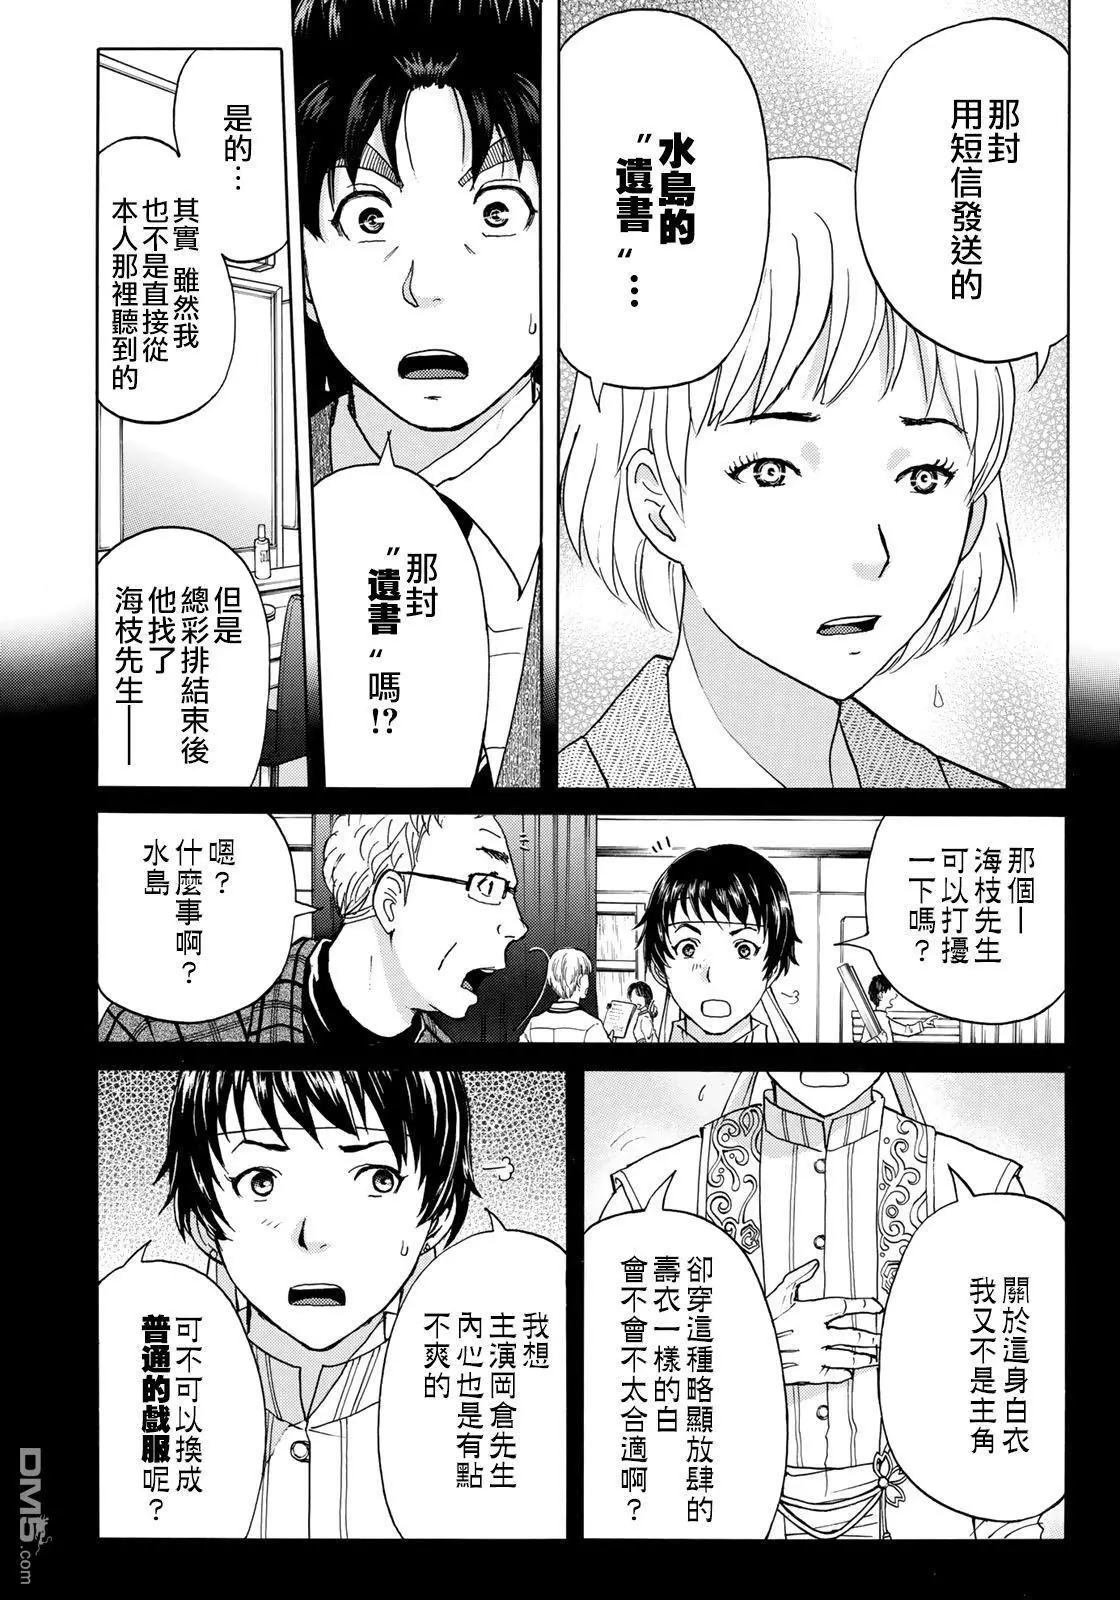 那封
用短信發送的
水島的
〝遺書〞…
那封
〝遺書〞嗎!?
是的…
其實 雖然我
也不是直接從
本人那裡聽到的
但是
總彩排結束後
他找了
海枝先生——
那個—
海枝先生
可以打擾
一下嗎？
嗯？
什麼事啊？
水島
關於這身白衣
我又不是主角
卻穿這種略顯放肆的
壽衣一樣的白
會不會不太合適啊？
我想
主演岡倉先生
內心也是有點
不爽的
可不可以換成
普通的戲服呢？
DM5.com